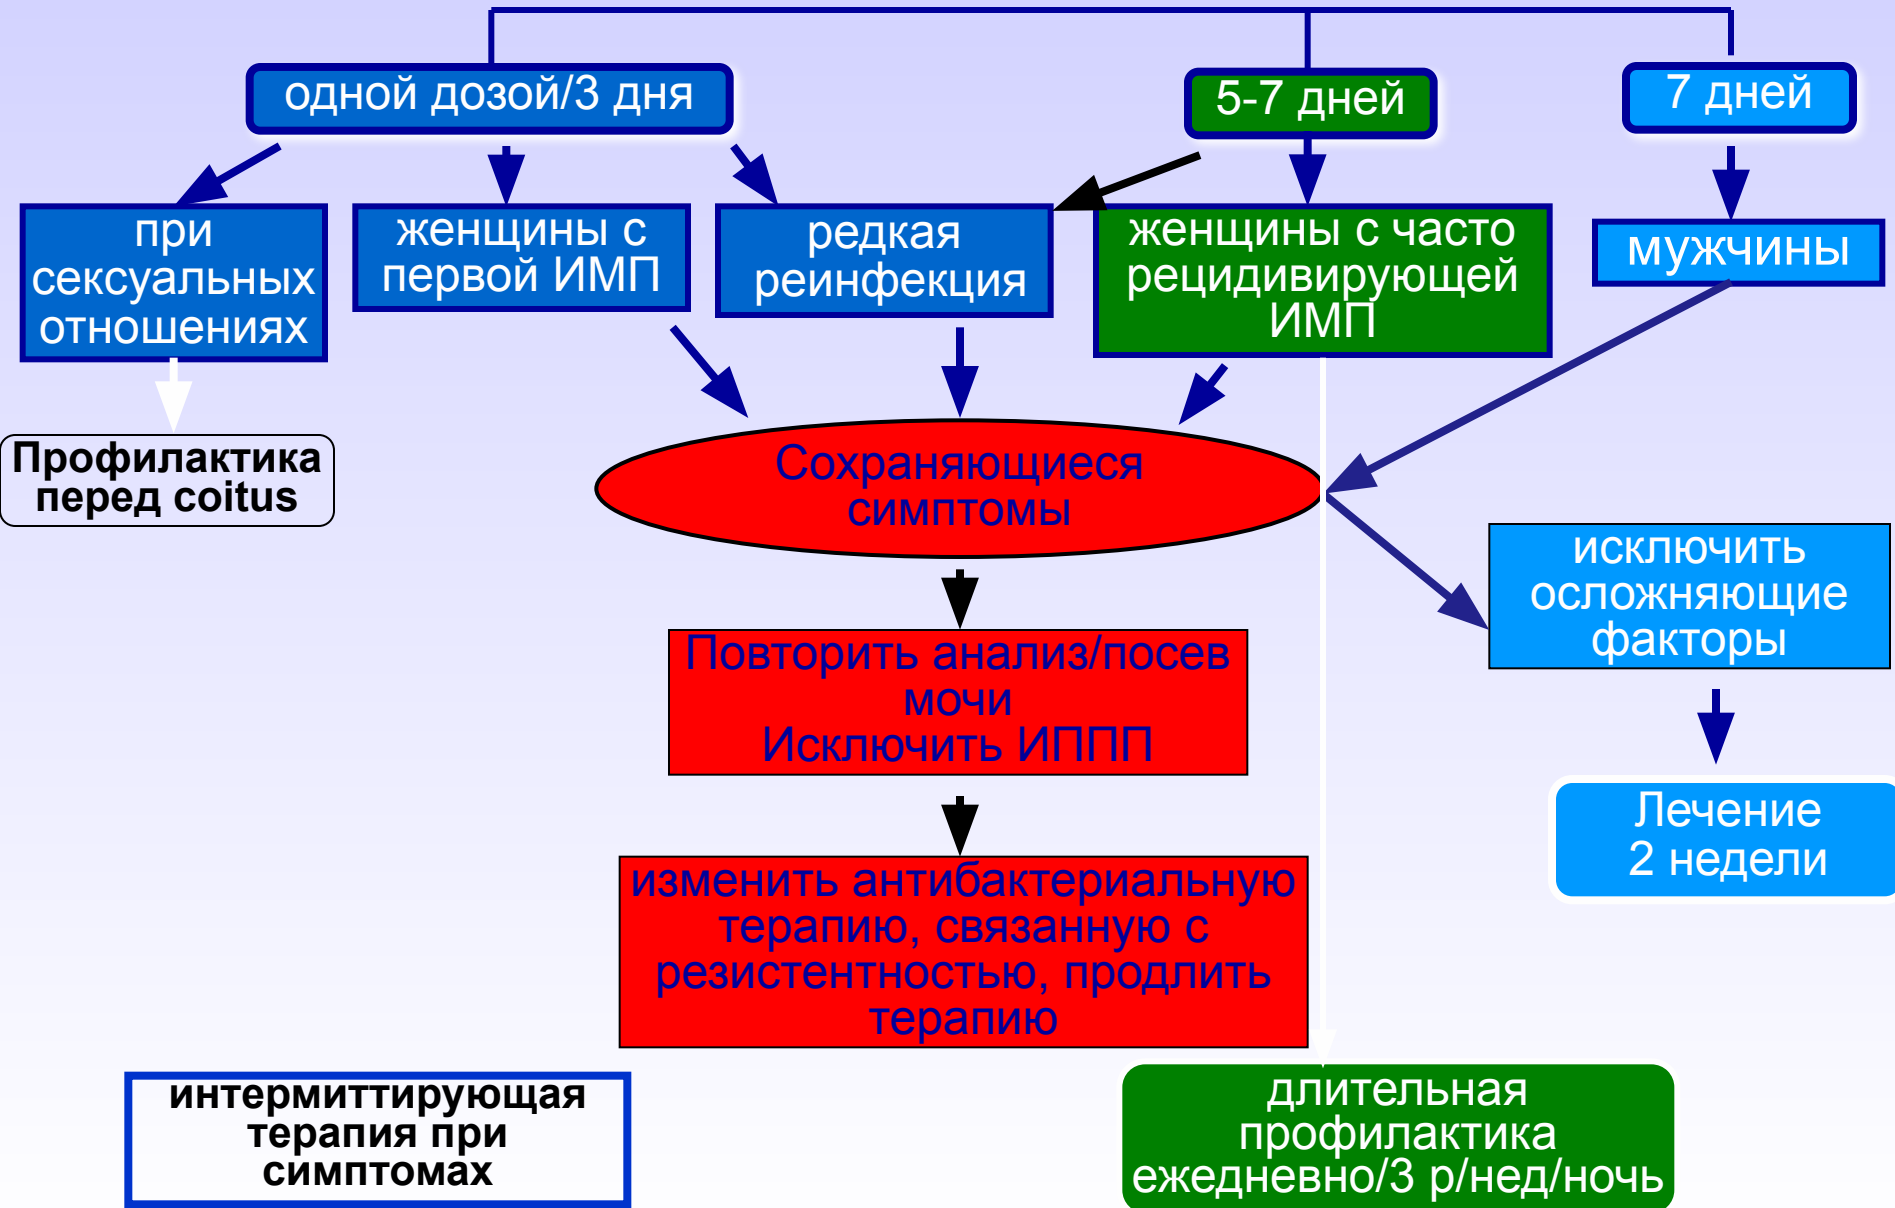 одной дозой/3 дня
5-7 дней
7 дней
при
сексуальных
отношениях
женщины с
первой ИМП
редкая
реинфекция
женщины с часто
рецидивирующей
ИМП
мужчины
Профилактика
перед coitus
Сохраняющиеся
симптомы
исключить
осложняющие
факторы
Повторить анализ/посев
мочи
Исключить ИППП
Лечение
2 недели
изменить антибактериальную
терапию, связанную с
резистентностью, продлить
терапию
интермиттирующая
терапия при
симптомах
длительная
профилактика
ежедневно/3 р/нед/ночь